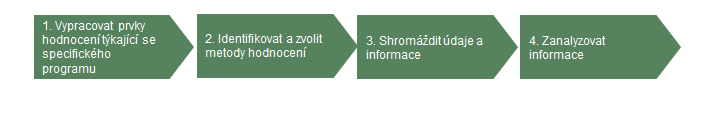 1. Vypracovat prvky
hodnocení týkající se
specifického
programu
2. Identifikovat a zvolit
metody hodnocení
3. Shromáždit údaje a
informace
4. Zanalyzovat
informace